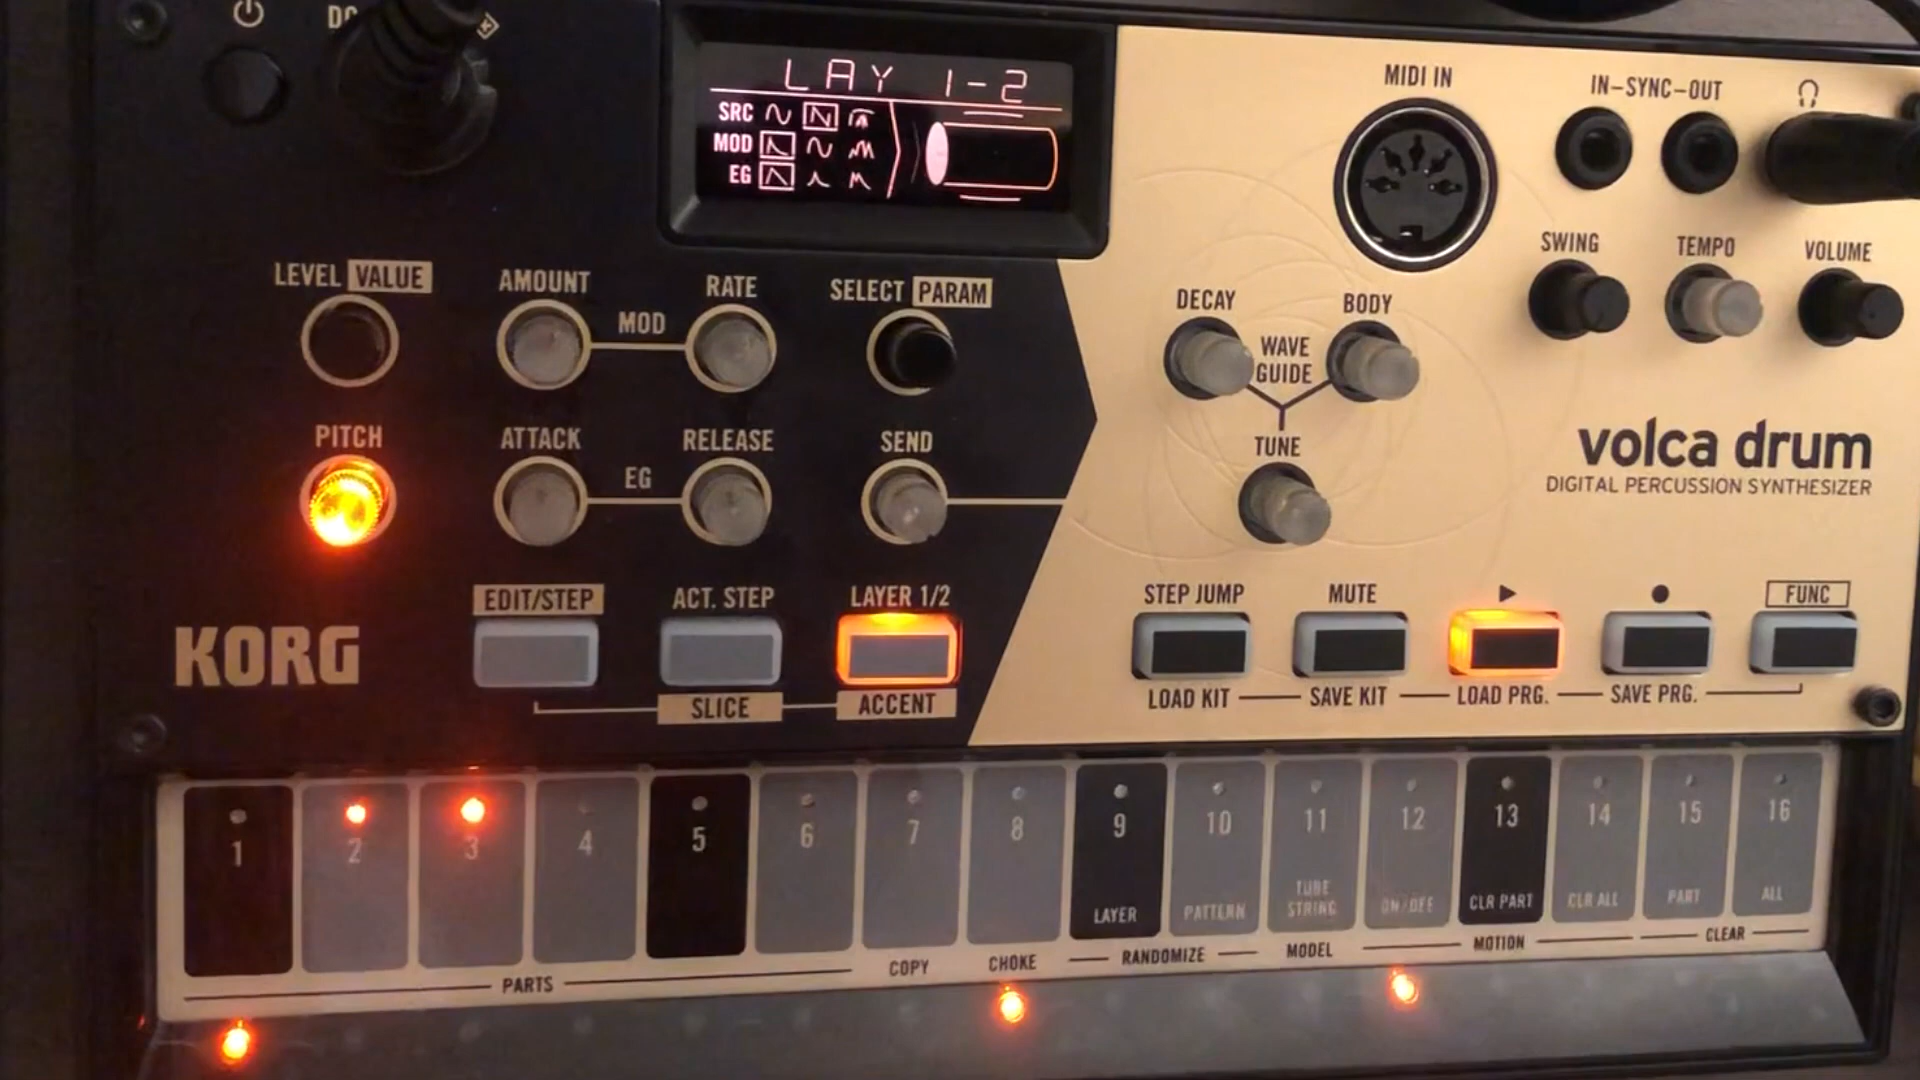 DC
LAY 1-2
SRC
MOD
EG
MIDI IN
IN-SYNC-OUT
LEVEL VALUE
AMOUNT
MOD
RATE
SELECT PARAM
DECAY
WAVE
GUIDE
BODY
TUNE
SWING
TEMPO
VOLUME
PITCH
ATTACK
EG
RELEASE
SEND
volca drum
DIGITAL PERCUSSION SYNTHESIZER
KORG
EDIT/STEP
ACT. STEP
LAYER 1/2
SLICE
ACCENT
STEP JUMP
MUTE
FUNC
LOAD KIT
SAVE KIT
LOAD PRG.
SAVE PRG.
1 2 3 4 5 6 7 8 9 10 11 12 13 14 15 16
LAYER
PATTERN
TUBE
STRING
ON/OFF
CLR PART
CLR ALL
PART
ALL
PARTS
COPY
CHOKE
RANDOMIZE
MODEL
MOTION
CLEAR